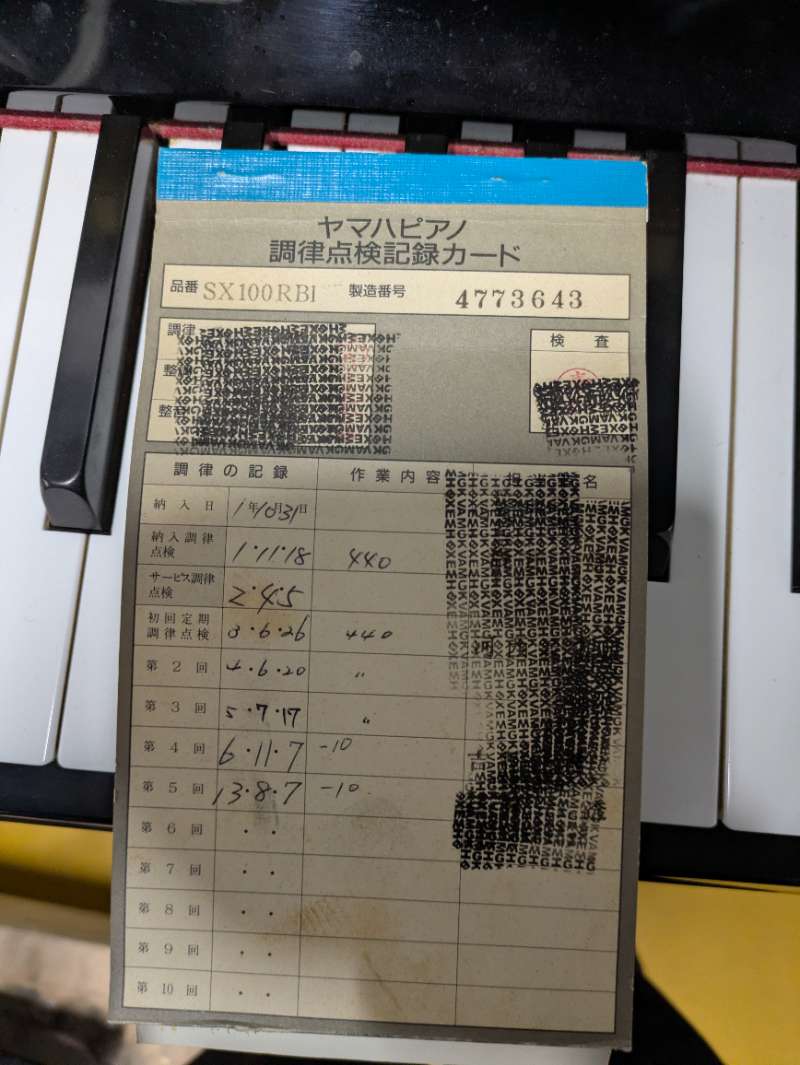 ヤマハピアノ
調律点検記録カード
品番 SX100RBl 製造番号 4773643
調律
検査
整音
調律の記録 作業内容 名
納入日 1年10月31日
納入調律点検 1・11・18 440
サービス調律点検 2・4・5
初回定期調律点検 3・6・26 440
第2回 4・6・20 〃
第3回 5・7・17 〃
第4回 6・11・7 -10
第5回 13・8・7 -10
第6回 ・ ・
第7回 ・ ・
第8回 ・ ・
第9回 ・ ・
第10回 ・ ・